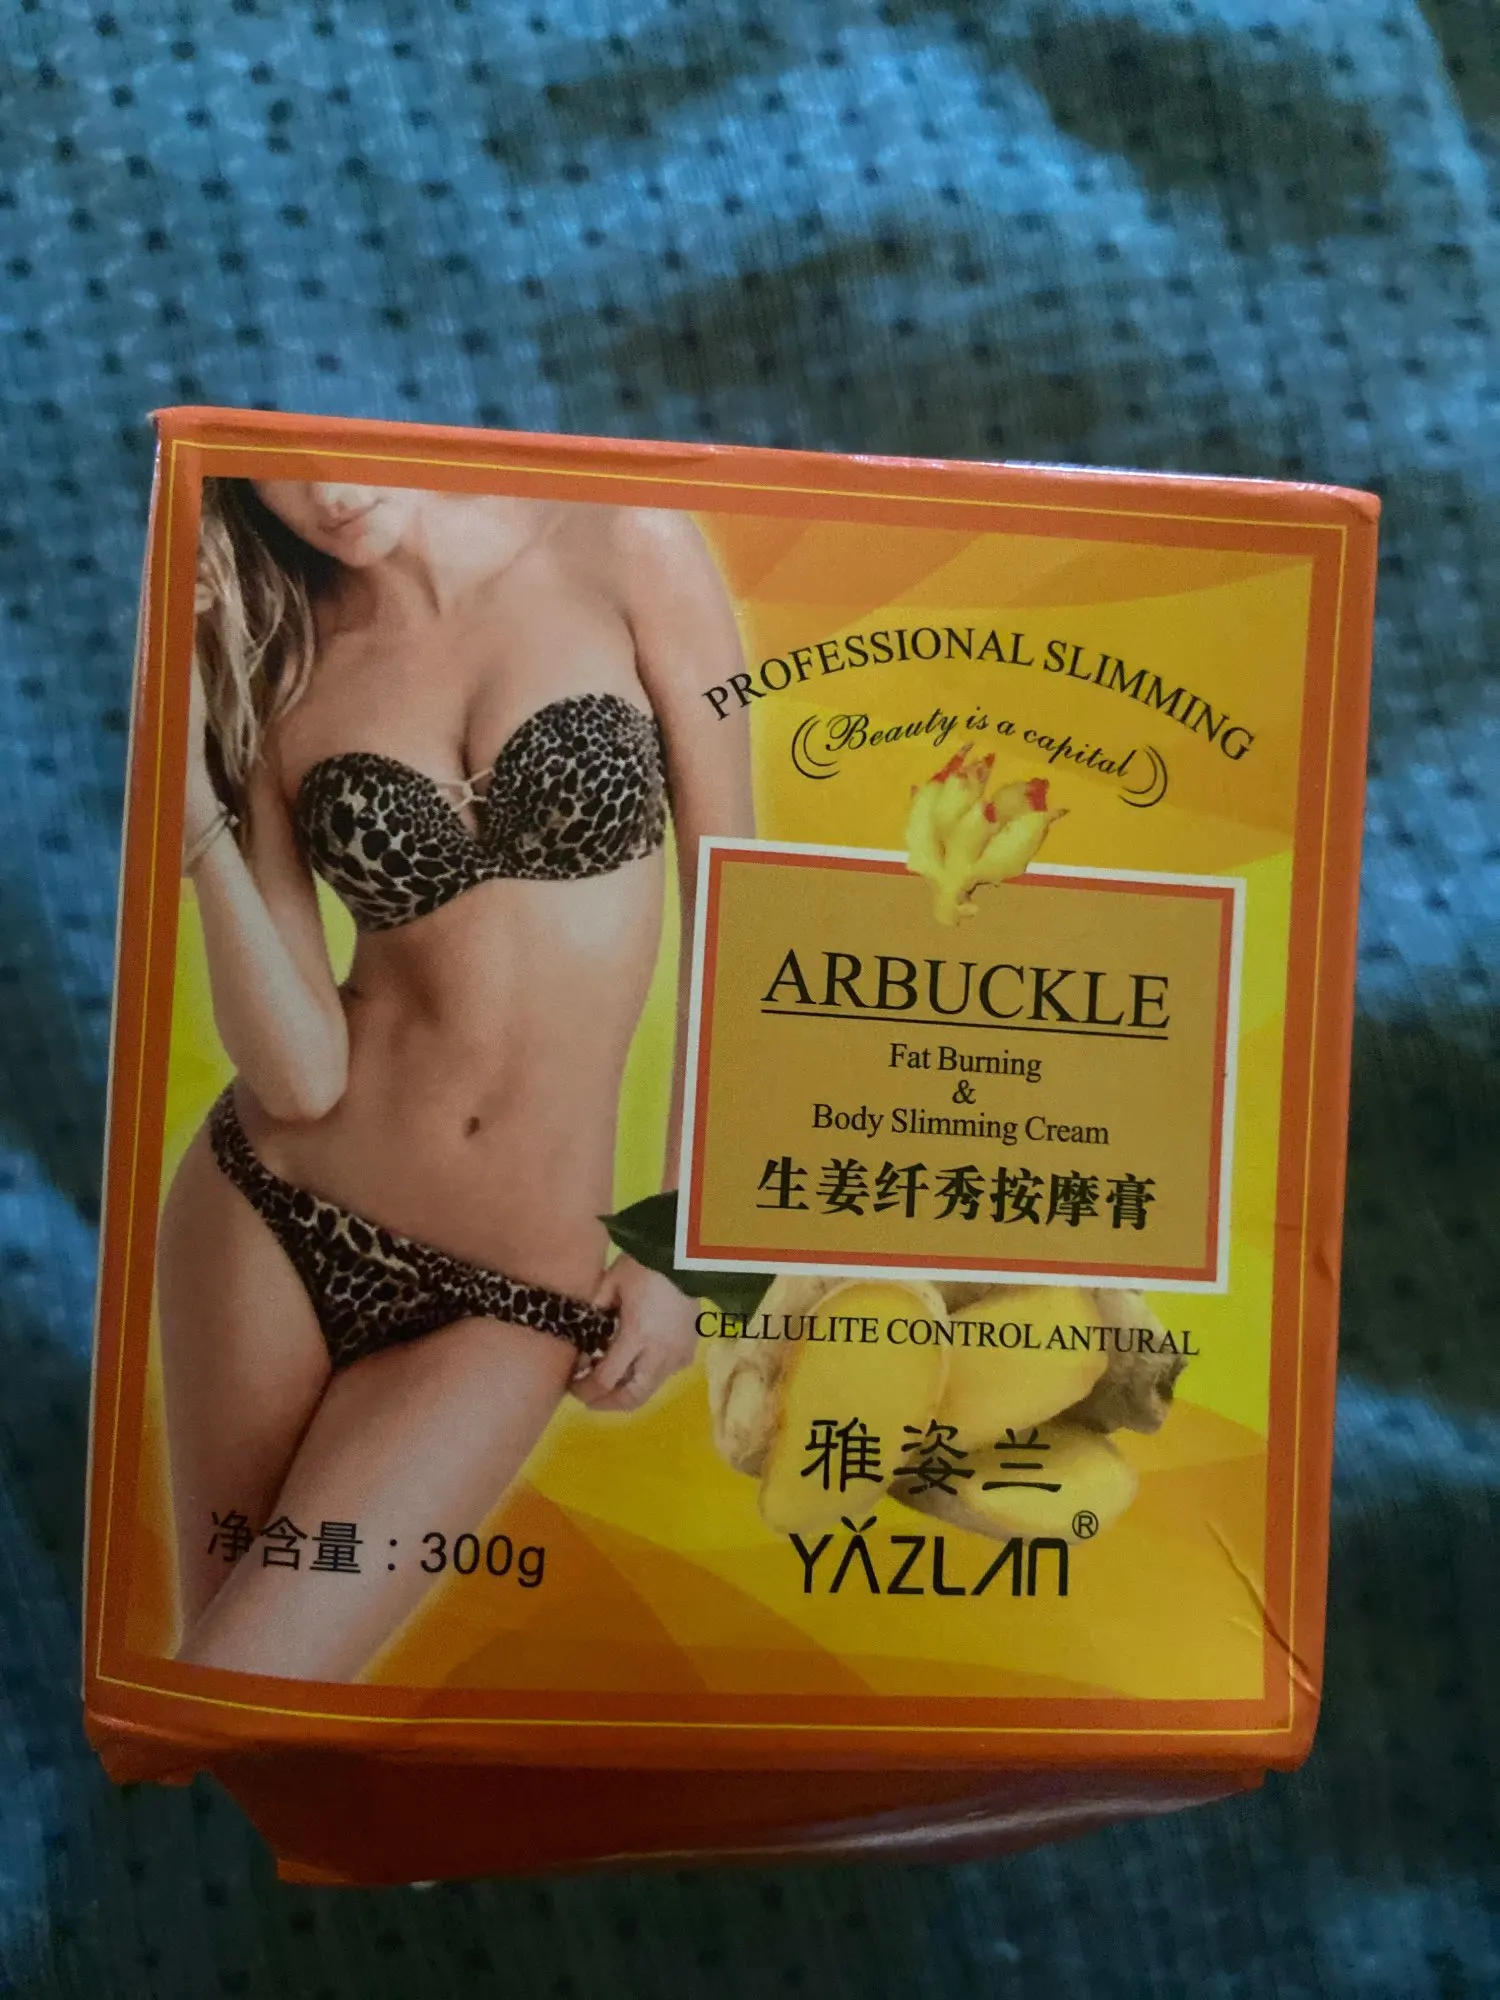 PROFESSIONAL SLIMMING
Beauty is a capital
ARBUCKLE
Fat Burning
&
Body Slimming Cream
生姜纤秀按摩膏
CELLULITE CONTROL ANTURAL
雅姿兰
YAZLAN®
净含量：300g